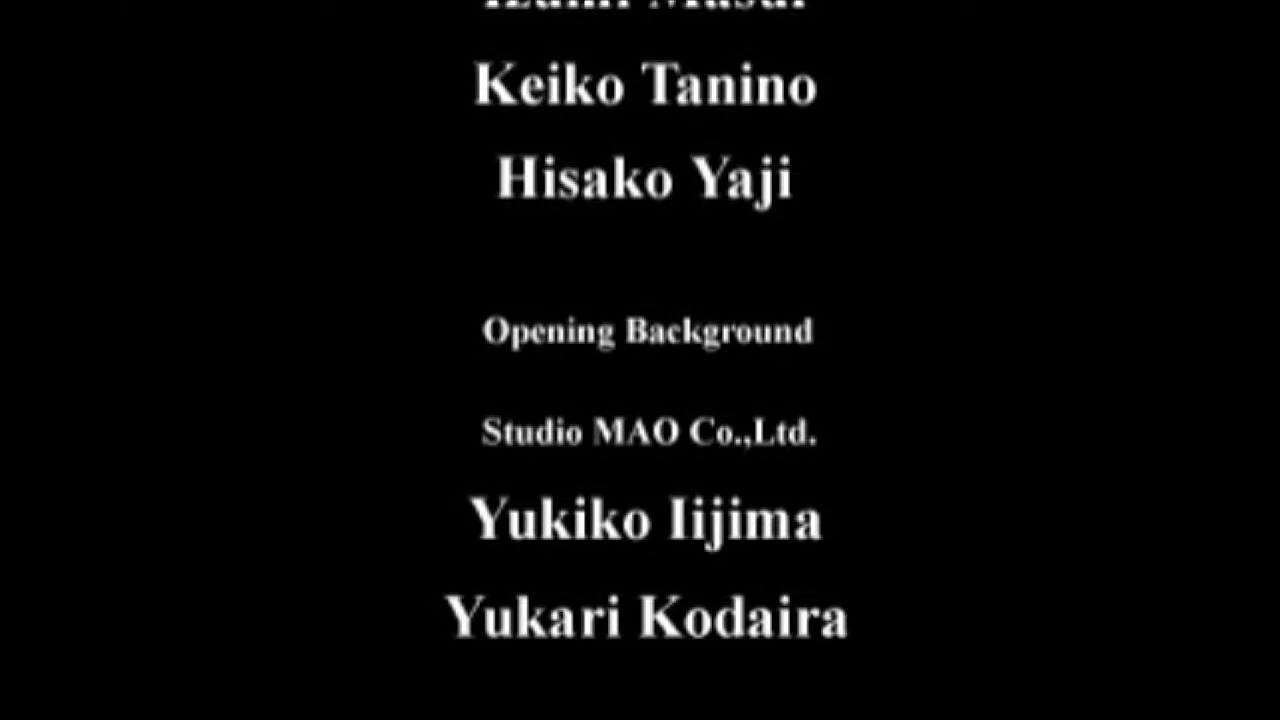 Keiko Tanino
Hisako Yaji
Opening Background
Studio MAO Co.,Ltd.
Yukiko Iijima
Yukari Kodaira